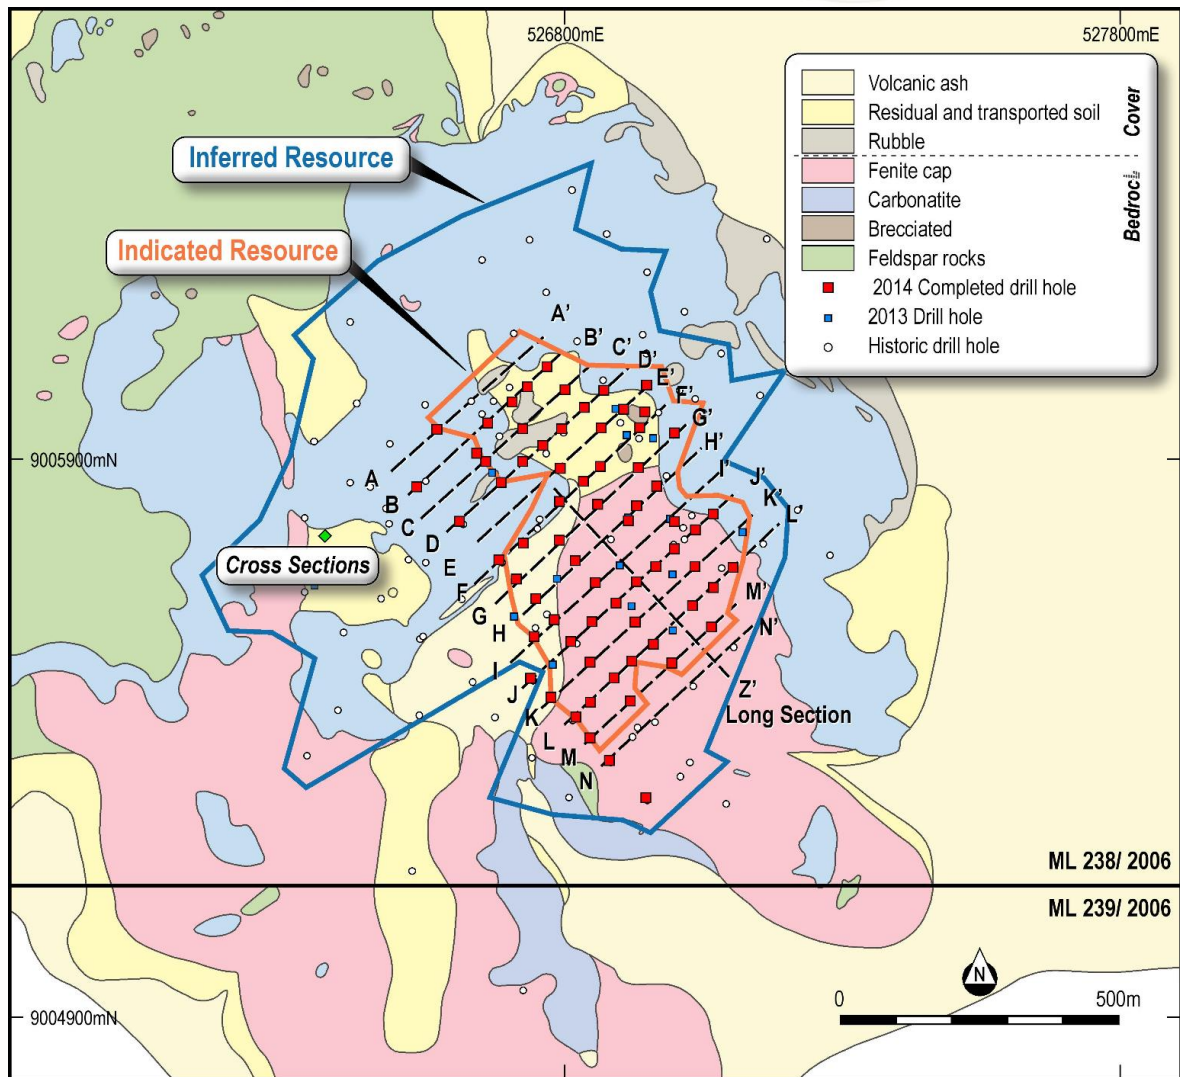 526800mE
527800mE
Volcanic ash
Residual and transported soil
Rubble
Cover
Fenite cap
Carbonatite
Brecciated
Feldspar rocks
2014 Completed drill hole
2013 Drill hole
Historic drill hole
Inferred Resource
Indicated Resource
A'
B'
C'
D'
E'
F'
G'
H'
I'
J'
K'
L'
M'
N'
9005900mN
A
B
C
D
E
F
G
H
I
J
K
L
M
N
Cross Sections
Z'
Long Section
ML 238/ 2006
ML 239/ 2006
N
0
500m
9004900mN